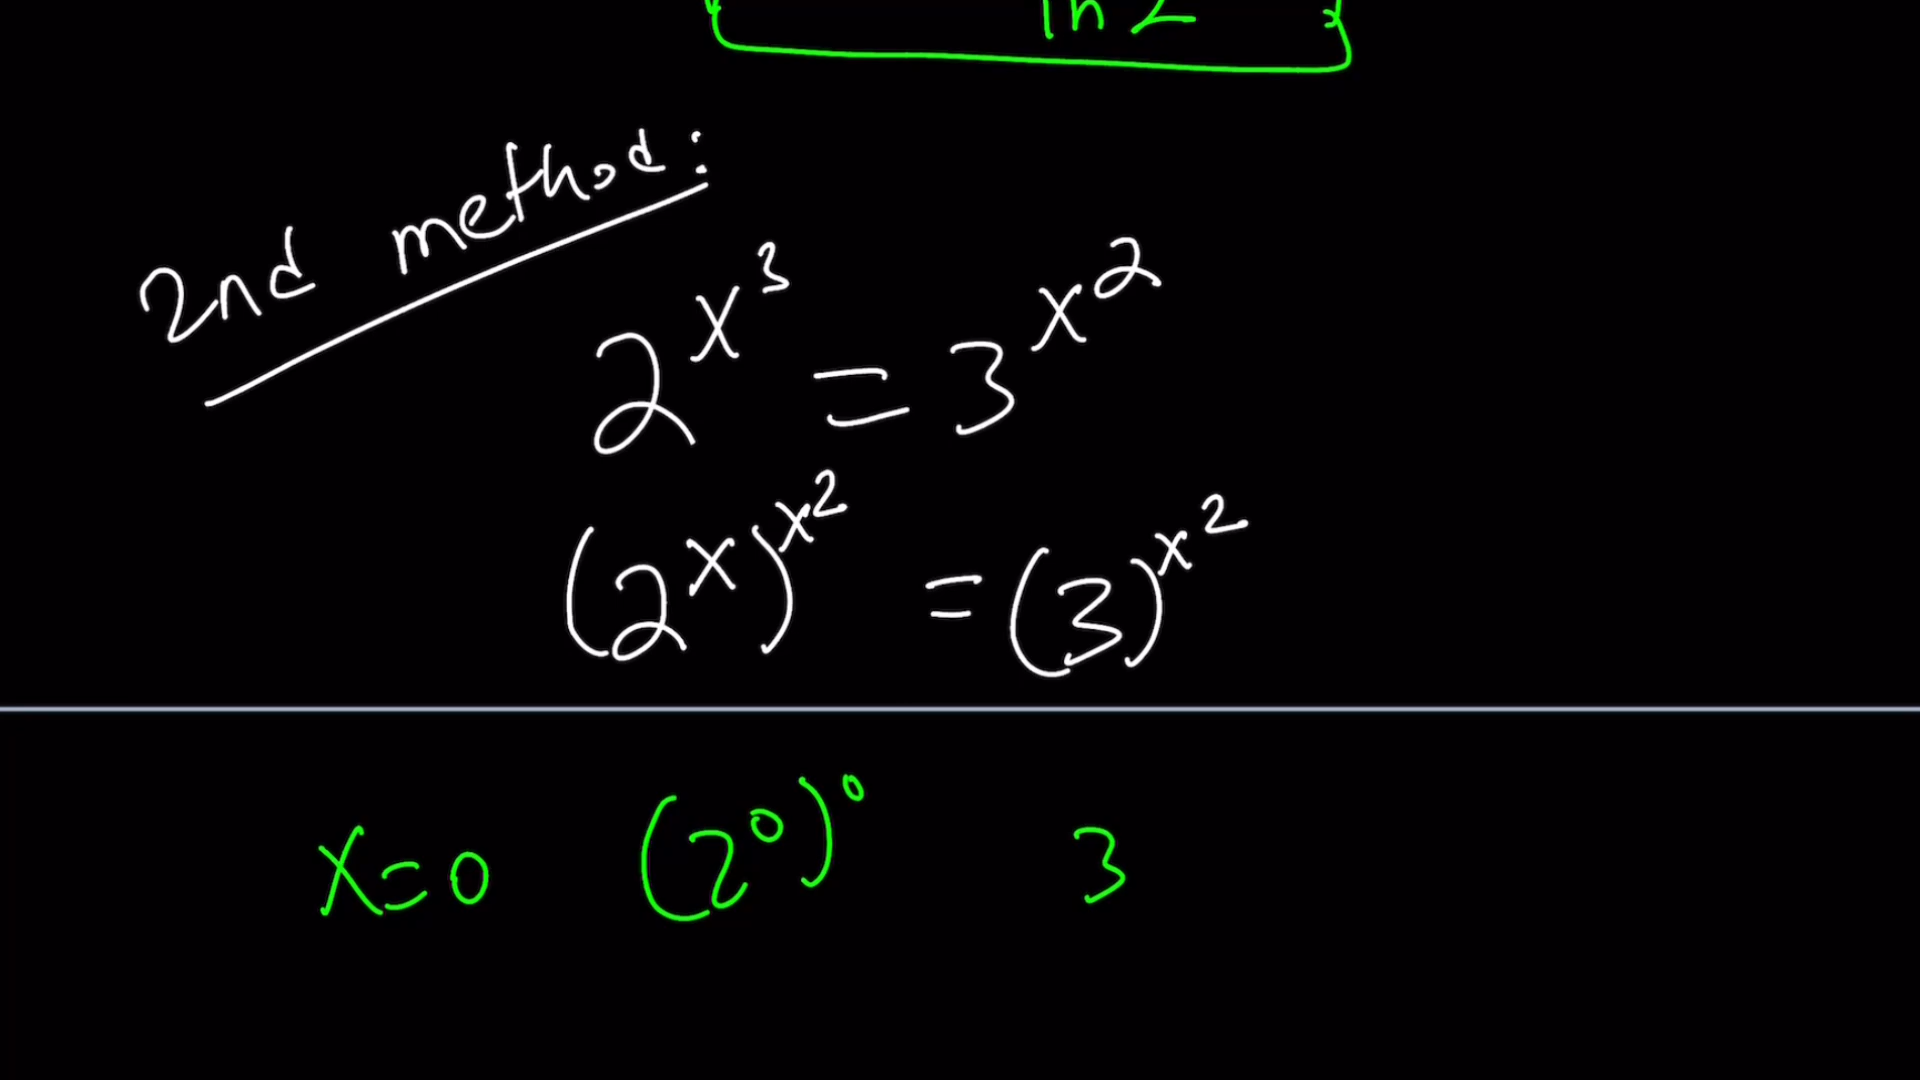 ln 2
2nd method:
2^x^3 = 3^x^2
(2^x)^x^2 = (3)^x^2
x=0 (2^0)^0 3